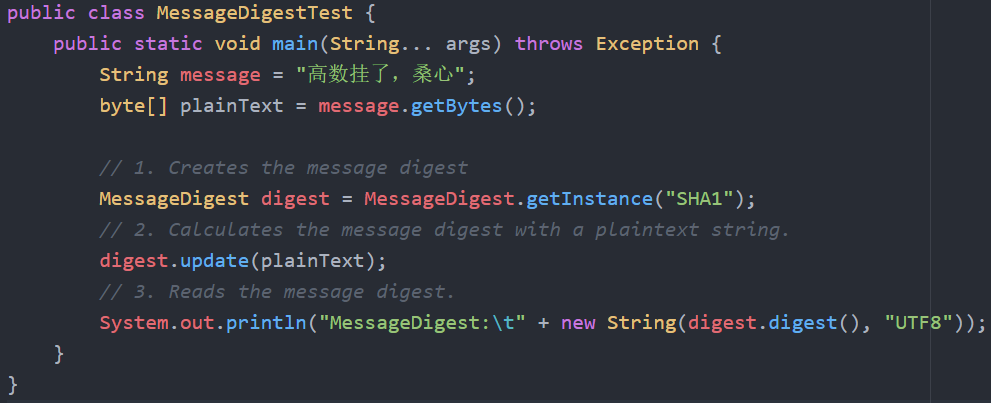 public class MessageDigestTest {
    public static void main(String... args) throws Exception {
        String message = "高数挂了，桑心";
        byte[] plainText = message.getBytes();

        // 1. Creates the message digest
        MessageDigest digest = MessageDigest.getInstance("SHA1");
        // 2. Calculates the message digest with a plaintext string.
        digest.update(plainText);
        // 3. Reads the message digest.
        System.out.println("MessageDigest:\t" + new String(digest.digest(), "UTF8"));
    }
}